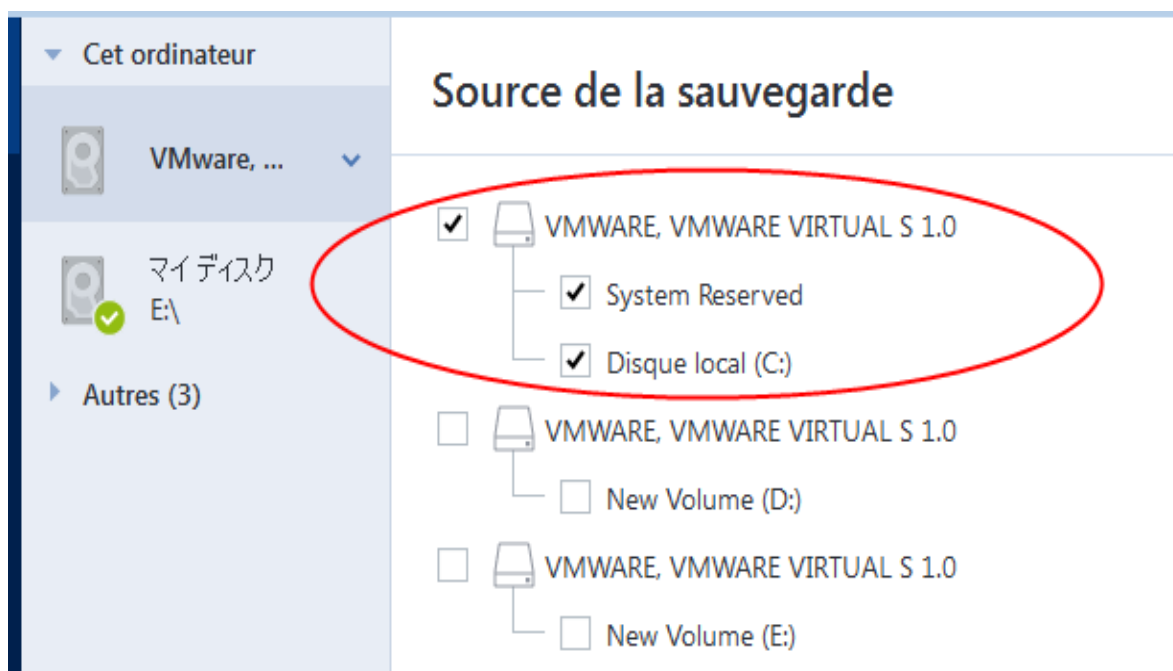 Cet ordinateur
VMware, ...
マイ ディスク
E:\
Autres (3)
Source de la sauvegarde
VMWARE, VMWARE VIRTUAL S 1.0
System Reserved
Disque local (C:)
VMWARE, VMWARE VIRTUAL S 1.0
New Volume (D:)
VMWARE, VMWARE VIRTUAL S 1.0
New Volume (E:)